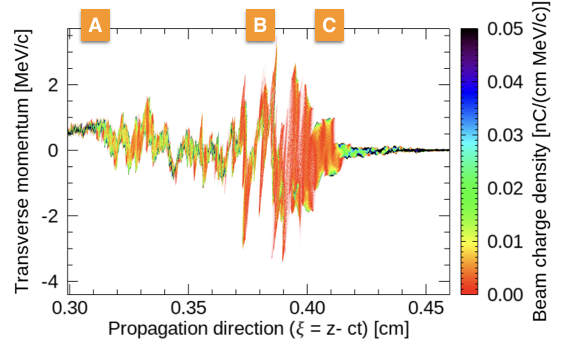 A B C
0.05
0.04
0.03
0.02
0.01
0.00
Beam charge density [nC/(cm MeV/c)]
Transverse momentum [MeV/c]
2
0
-2
-4
0.30 0.35 0.40 0.45
Propagation direction (ξ = z- ct) [cm]